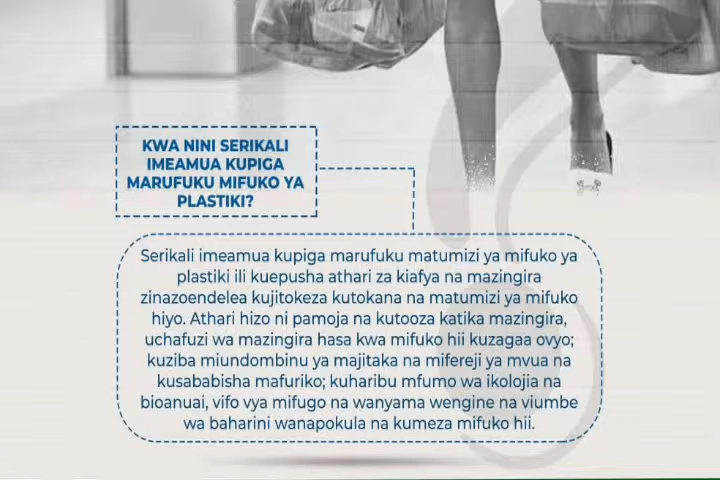 KWA NINI SERIKALI
IMEAMUA KUPIGA
MARUFUKU MIFUKO YA
PLASTIKI?
Serikali imeamua kupiga marufuku matumizi ya mifuko ya
plastiki ili kuepusha athari za kiafya na mazingira
zinazoendelea kujitokeza kutokana na matumizi ya mifuko
hiyo. Athari hizo ni pamoja na kutooza katika mazingira,
uchafuzi wa mazingira hasa kwa mifuko hii kuzagaa ovyo;
kuziba miundombinu ya majitaka na mifereji ya mvua na
kusababisha mafuriko; kuharibu mfumo wa ikolojia na
bioanuai, vifo vya mifugo na wanyama wengine na viumbe
wa baharini wanapokula na kumeza mifuko hii.